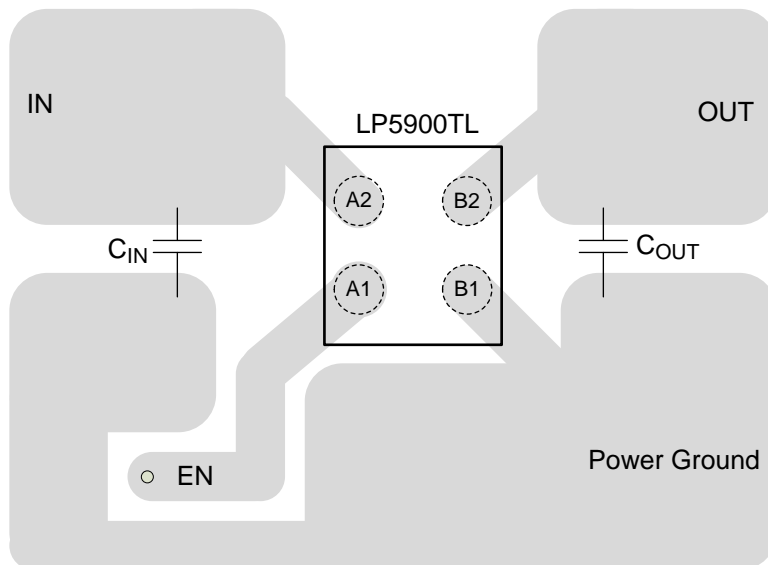 IN
OUT
LP5900TL
A2
B2
CIN
COUT
A1
B1
Power Ground
EN